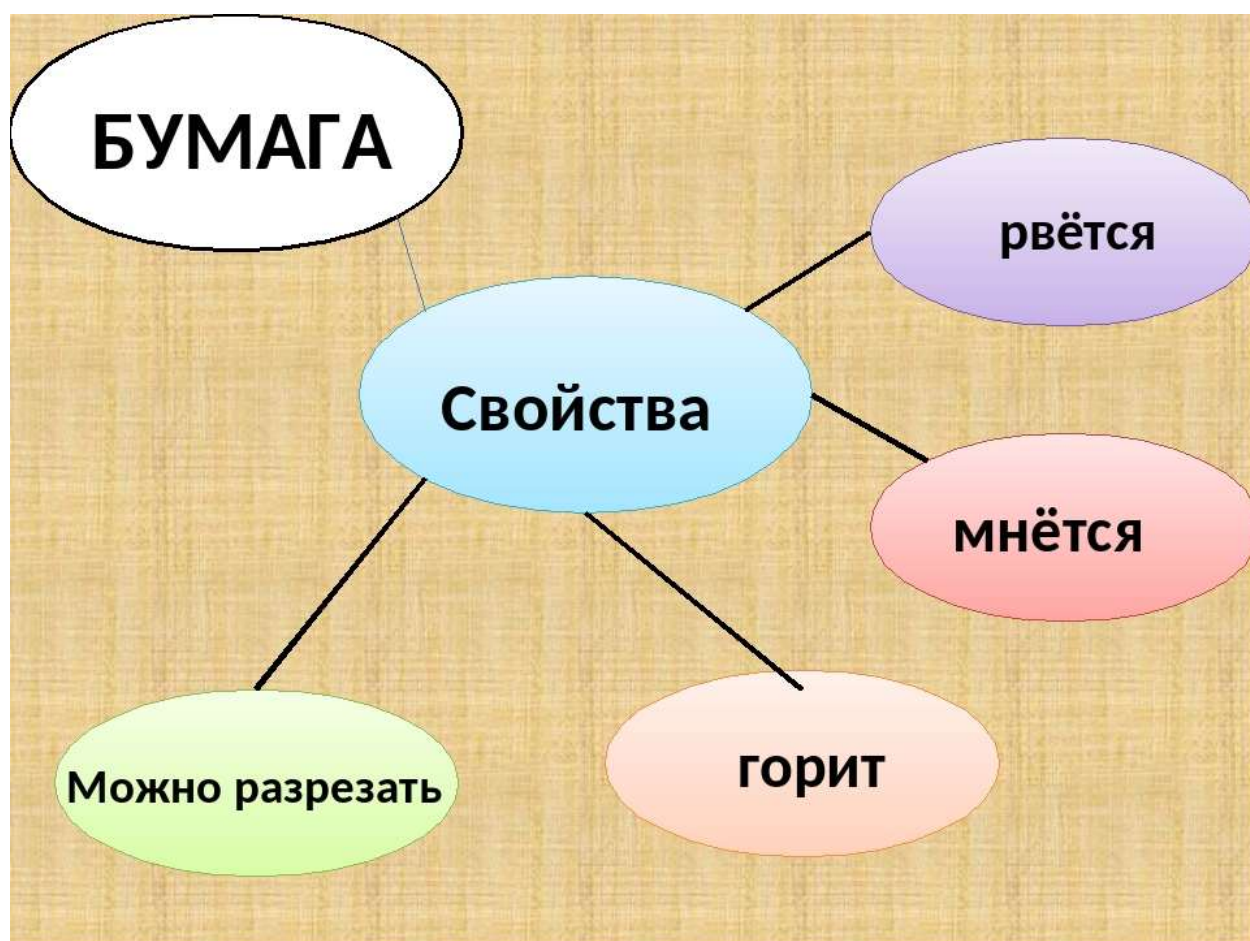 БУМАГА
рвётся
Свойства
мнётся
горит
Можно разрезать